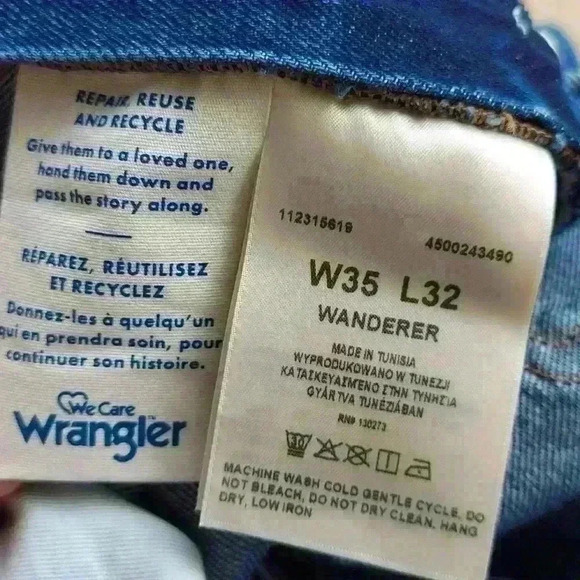 REPAIR, REUSE
AND RECYCLE
Give them to a loved one,
hand them down and
pass the story along.
RÉPAREZ, RÉUTILISEZ
ET RECYCLEZ
Donnez-les à quelqu'un
qui en prendra soin, pour
continuer son histoire.
We Care
Wrangler™
112315619
4500243490
W35 L32
WANDERER
MADE IN TUNISIA
WYPRODUKOWANO W TUNEZJI
ΚΑΤΑΣΚΕΥΑΣΜΕΝΟ ΣΤΗΝ ΤΥΝΗΣΙΑ
GYÁRTVA TUNÉZIÁBAN
RN# 130273
30
MACHINE WASH COLD GENTLE CYCLE, DO
NOT BLEACH, DO NOT DRY CLEAN, HANG
DRY, LOW IRON